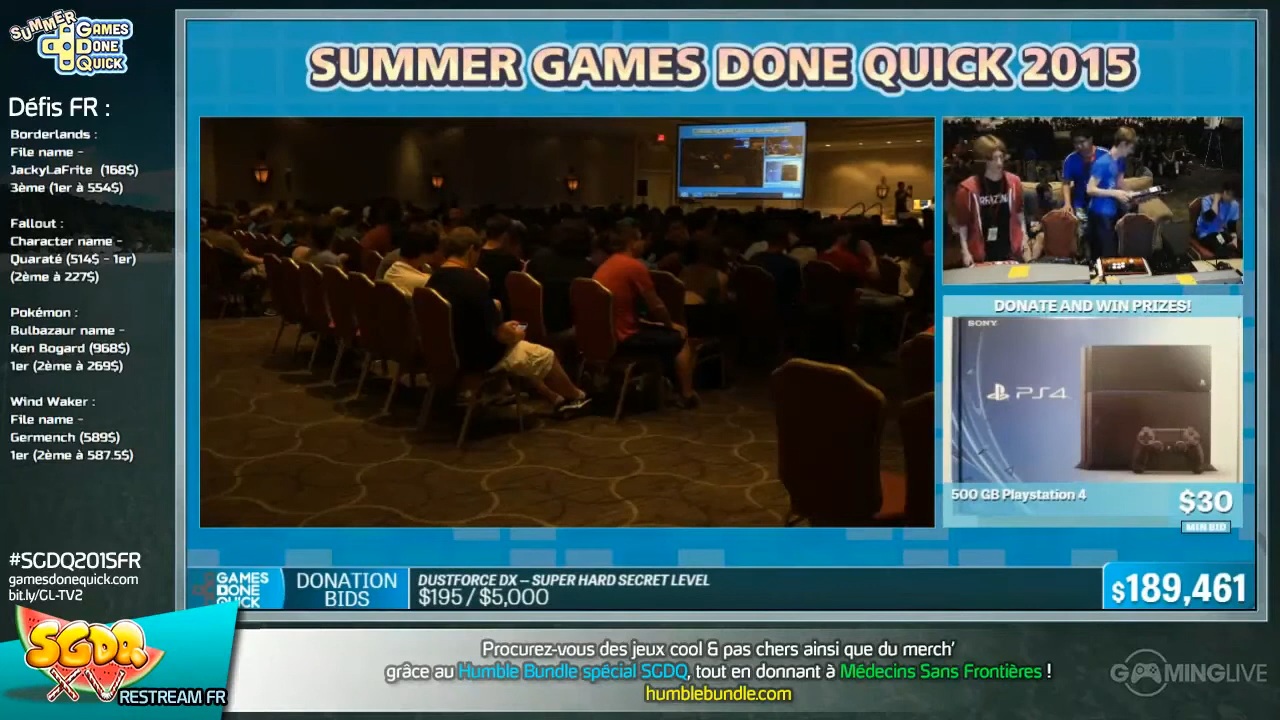 SUMMER
GAMES
DONE
QUICK
Défis FR :
Borderlands :
File name -
JackyLaFrite (168$)
3ème (1er à 554$)
Fallout :
Character name -
Quaraté (514$ - 1er)
(2ème à 227$)
Pokémon :
Bulbazaur name -
Ken Bogard (968$)
1er (2ème à 269$)
Wind Waker :
File name -
Germench (589$)
1er (2ème à 587.5$)
#SGDQ2015FR
gamesdonequick.com
bit.ly/GL-TV2
SGDQ
XV
RESTREAM FR
SUMMER GAMES DONE QUICK 2015
DONATE AND WIN PRIZES!
SONY
PS4
500 GB Playstation 4
$30
MIN BID
GAMES
DONE
QUICK
DONATION
BIDS
DUSTFORCE DX – SUPER HARD SECRET LEVEL
$195 / $5,000
$189,461
Procurez-vous des jeux cool & pas chers ainsi que du merch'
grâce au Humble Bundle spécial SGDQ, tout en donnant à Médecins Sans Frontières !
humblebundle.com
GAMINGLIVE